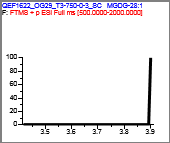 QEF1622_OG29_T3-750-0-3_8C MGDG-28:1
F: FTMS + p ESI Full ms [500.0000-2000.0000]
100
80
60
40
20
0
3.5 3.6 3.7 3.8 3.9